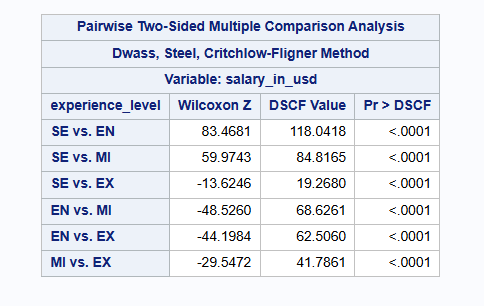 Pairwise Two-Sided Multiple Comparison Analysis
Dwass, Steel, Critchlow-Fligner Method
Variable: salary_in_usd
experience_level Wilcoxon Z DSCF Value Pr > DSCF
SE vs. EN 83.4681 118.0418 <.0001
SE vs. MI 59.9743 84.8165 <.0001
SE vs. EX -13.6246 19.2680 <.0001
EN vs. MI -48.5260 68.6261 <.0001
EN vs. EX -44.1984 62.5060 <.0001
MI vs. EX -29.5472 41.7861 <.0001